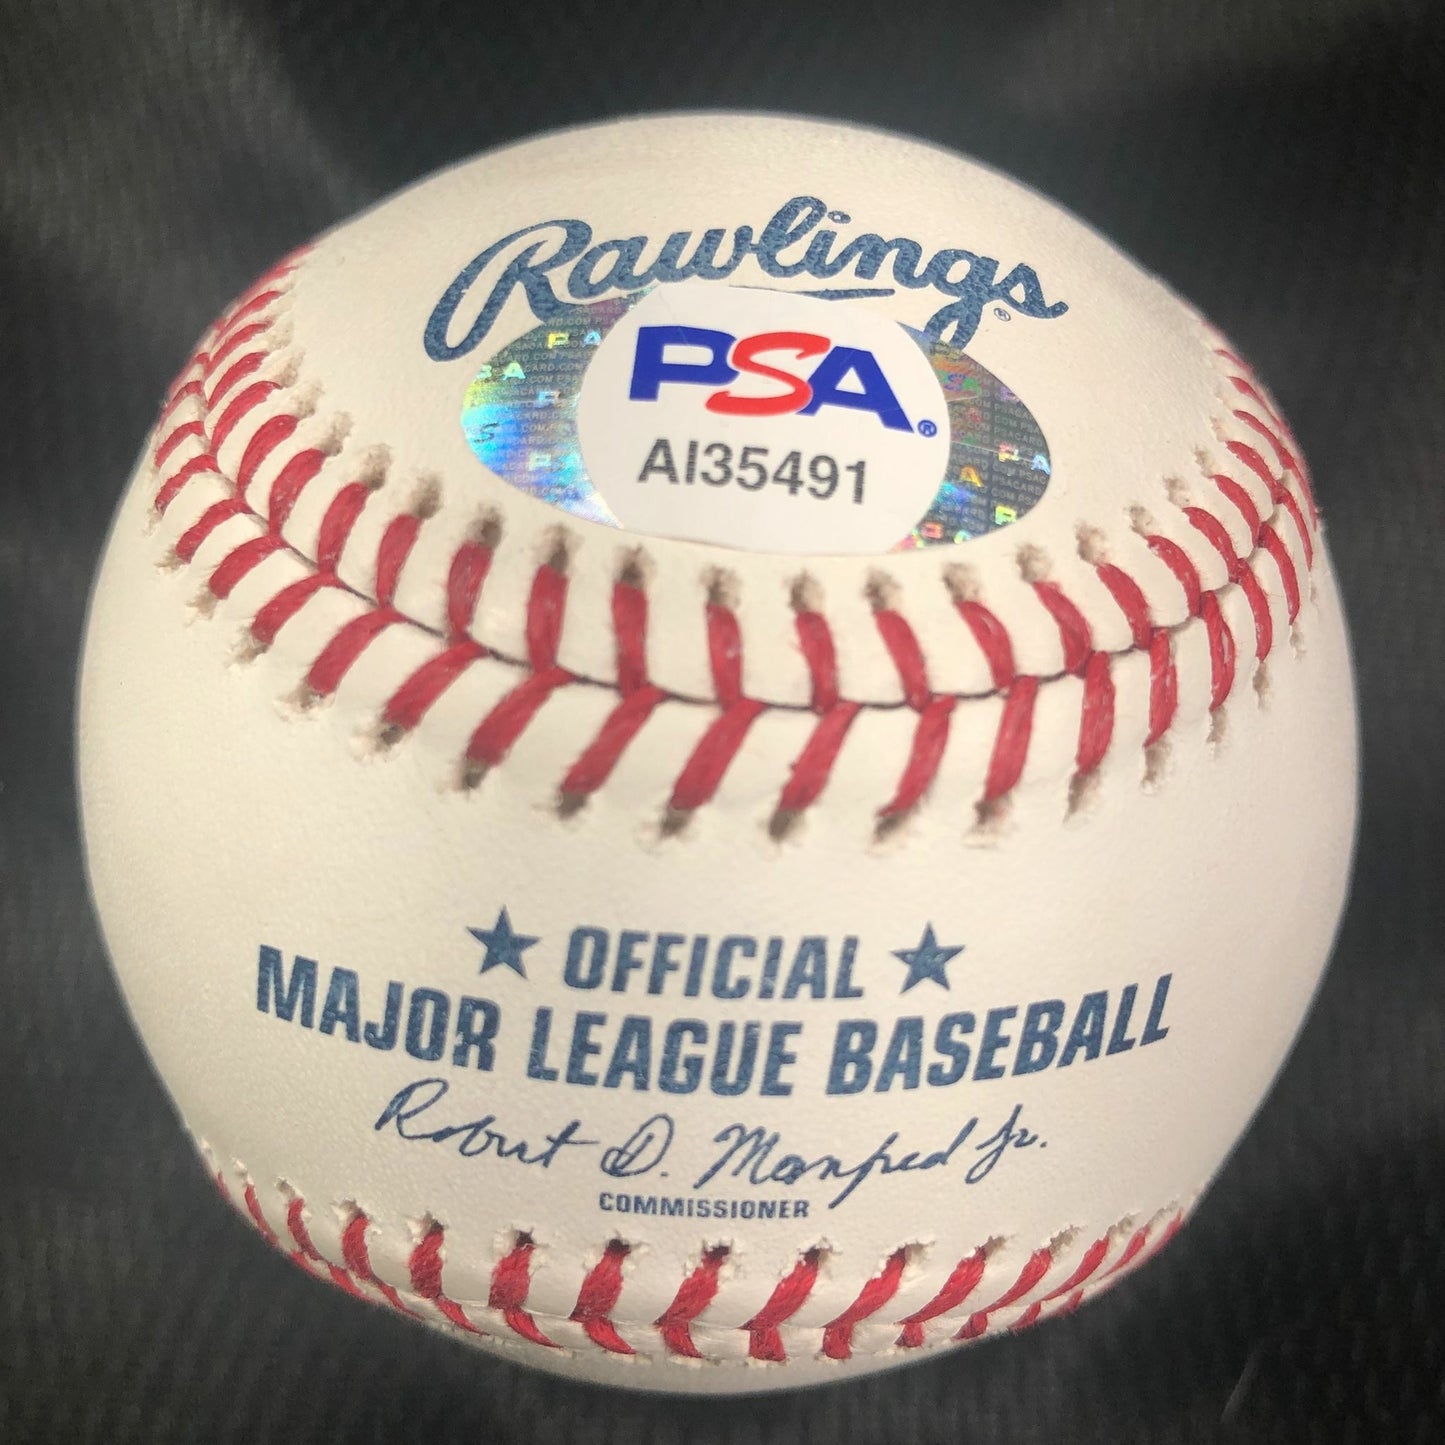 Rawlings®
PSA®
AI35491
★ OFFICIAL ★
MAJOR LEAGUE BASEBALL
Robert D. Manfred Jr.
COMMISSIONER